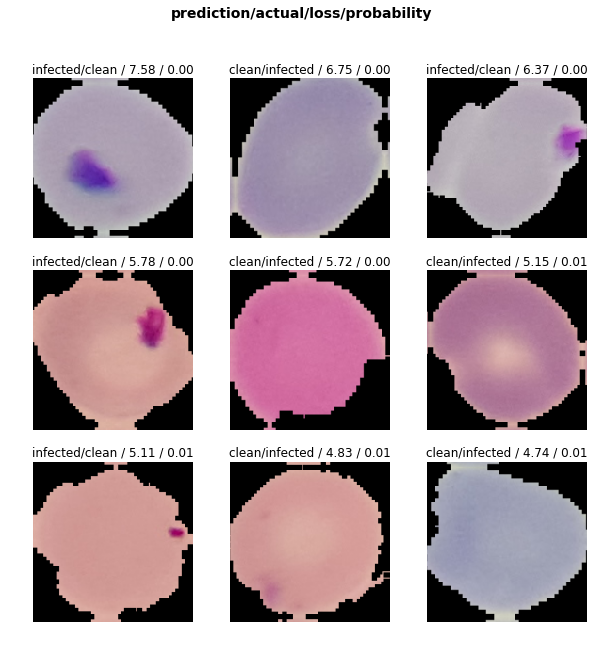 prediction/actual/loss/probability
infected/clean / 7.58 / 0.00
clean/infected / 6.75 / 0.00
infected/clean / 6.37 / 0.00
infected/clean / 5.78 / 0.00
clean/infected / 5.72 / 0.00
clean/infected / 5.15 / 0.01
infected/clean / 5.11 / 0.01
clean/infected / 4.83 / 0.01
clean/infected / 4.74 / 0.01